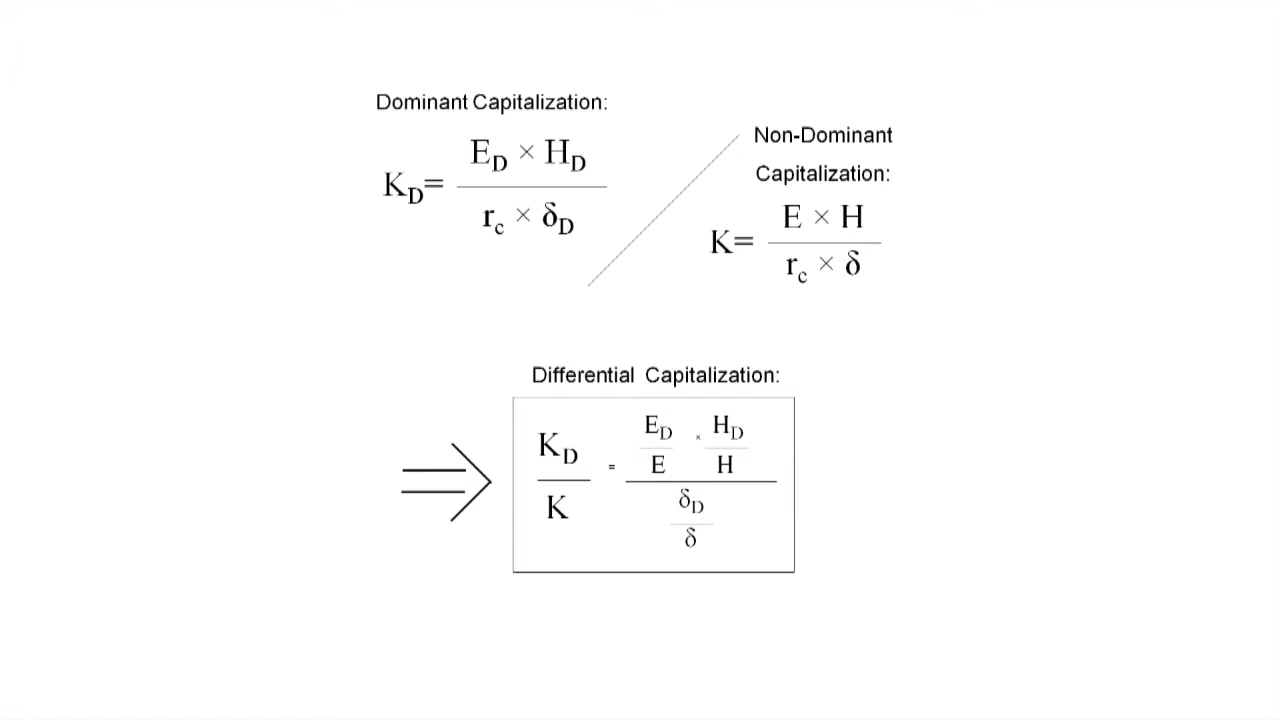 Dominant Capitalization:
K_D= E_D × H_D
r_c × δ_D
Non-Dominant
Capitalization:
K= E × H
r_c × δ
Differential Capitalization:
K_D / K = E_D / E × H_D / H
δ_D / δ